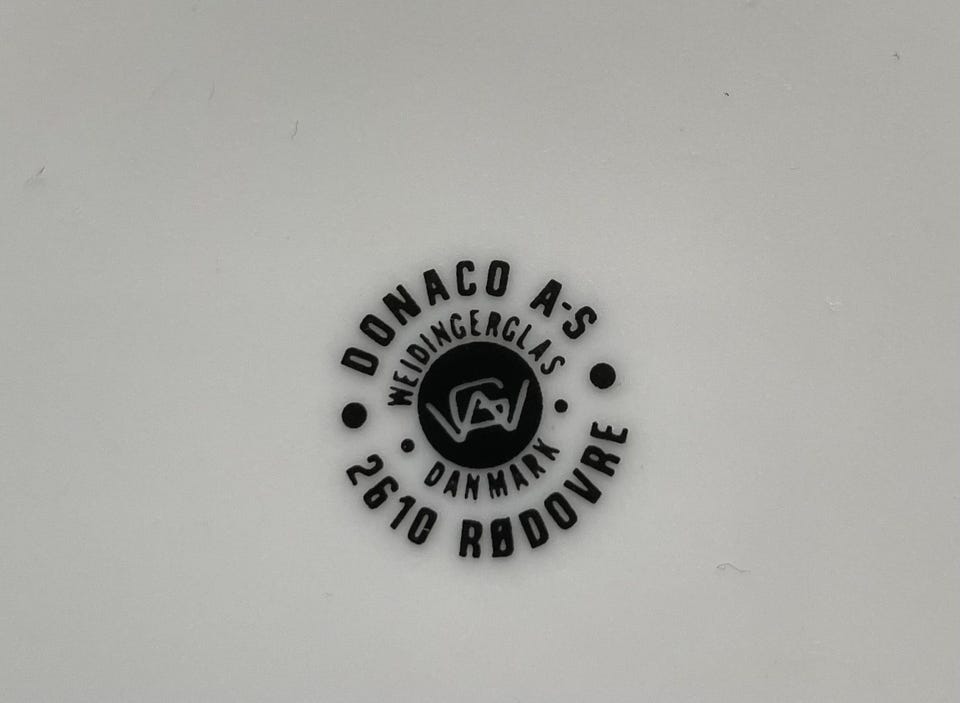 DONACO A-S
WEIDINGERGLAS
DANMARK
2610 RØDOVRE